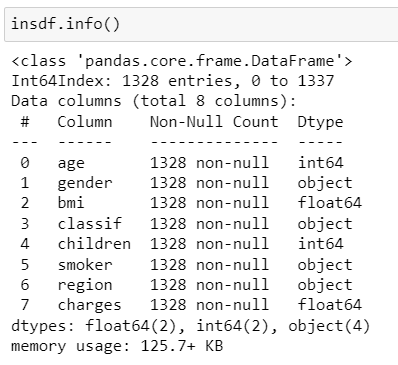 insdf.info()
<class 'pandas.core.frame.DataFrame'>
Int64Index: 1328 entries, 0 to 1337
Data columns (total 8 columns):
 #   Column    Non-Null Count  Dtype
---  ------    --------------  -----
 0   age       1328 non-null   int64
 1   gender    1328 non-null   object
 2   bmi       1328 non-null   float64
 3   classif   1328 non-null   object
 4   children  1328 non-null   int64
 5   smoker    1328 non-null   object
 6   region    1328 non-null   object
 7   charges   1328 non-null   float64
dtypes: float64(2), int64(2), object(4)
memory usage: 125.7+ KB